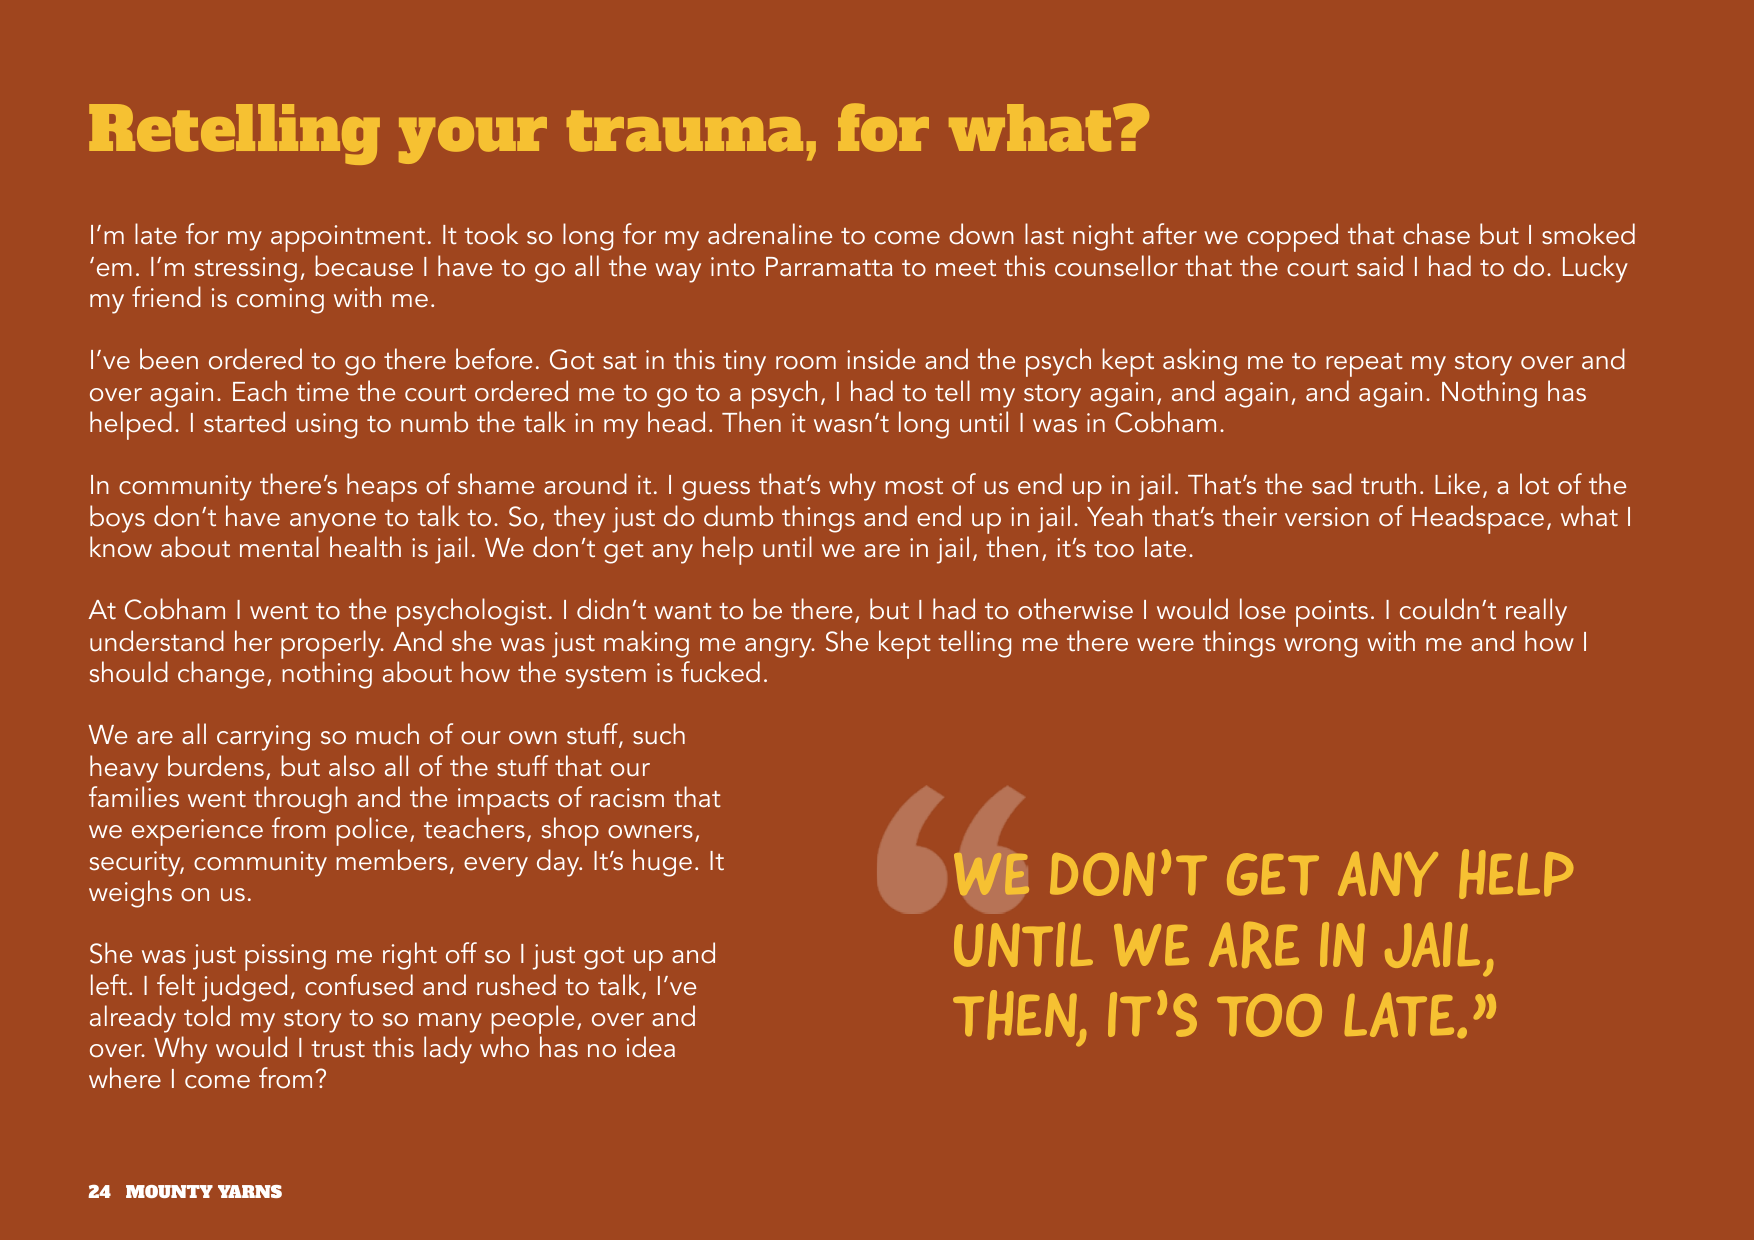 Retelling your trauma, for what?
I’m late for my appointment. It took so long for my adrenaline to come down last night after we copped that chase but I smoked
‘em. I’m stressing, because I have to go all the way into Parramatta to meet this counsellor that the court said I had to do. Lucky
my friend is coming with me.
I’ve been ordered to go there before. Got sat in this tiny room inside and the psych kept asking me to repeat my story over and
over again. Each time the court ordered me to go to a psych, I had to tell my story again, and again, and again. Nothing has
helped. I started using to numb the talk in my head. Then it wasn’t long until I was in Cobham.
In community there’s heaps of shame around it. I guess that’s why most of us end up in jail. That’s the sad truth. Like, a lot of the
boys don’t have anyone to talk to. So, they just do dumb things and end up in jail. Yeah that’s their version of Headspace, what I
know about mental health is jail. We don’t get any help until we are in jail, then, it’s too late.
At Cobham I went to the psychologist. I didn’t want to be there, but I had to otherwise I would lose points. I couldn’t really
understand her properly. And she was just making me angry. She kept telling me there were things wrong with me and how I
should change, nothing about how the system is fucked.
We are all carrying so much of our own stuff, such
heavy burdens, but also all of the stuff that our
families went through and the impacts of racism that
we experience from police, teachers, shop owners,
security, community members, every day. It’s huge. It
weighs on us.
She was just pissing me right off so I just got up and
left. I felt judged, confused and rushed to talk, I’ve
already told my story to so many people, over and
over. Why would I trust this lady who has no idea
where I come from?
“WE DON’T GET ANY HELP
UNTIL WE ARE IN JAIL,
THEN, IT’S TOO LATE.”
24 MOUNTY YARNS